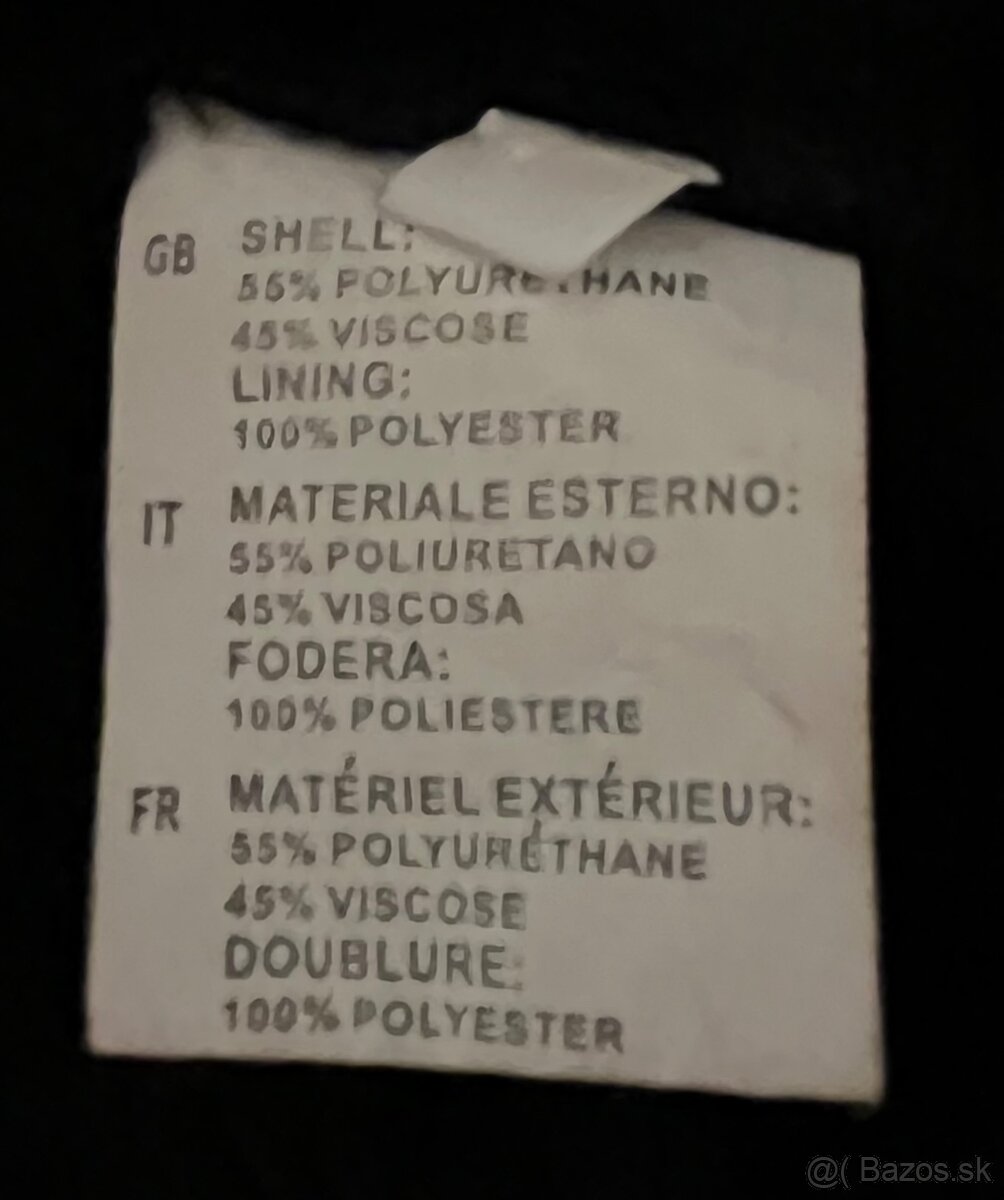 GB SHELL:
55% POLYURETHANE
45% VISCOSE
LINING:
100% POLYESTER
IT MATERIALE ESTERNO:
55% POLIURETANO
45% VISCOSA
FODERA:
100% POLIESTERE
FR MATÉRIEL EXTÉRIEUR:
55% POLYURÉTHANE
45% VISCOSE
DOUBLURE:
100% POLYESTER
@( Bazos.sk